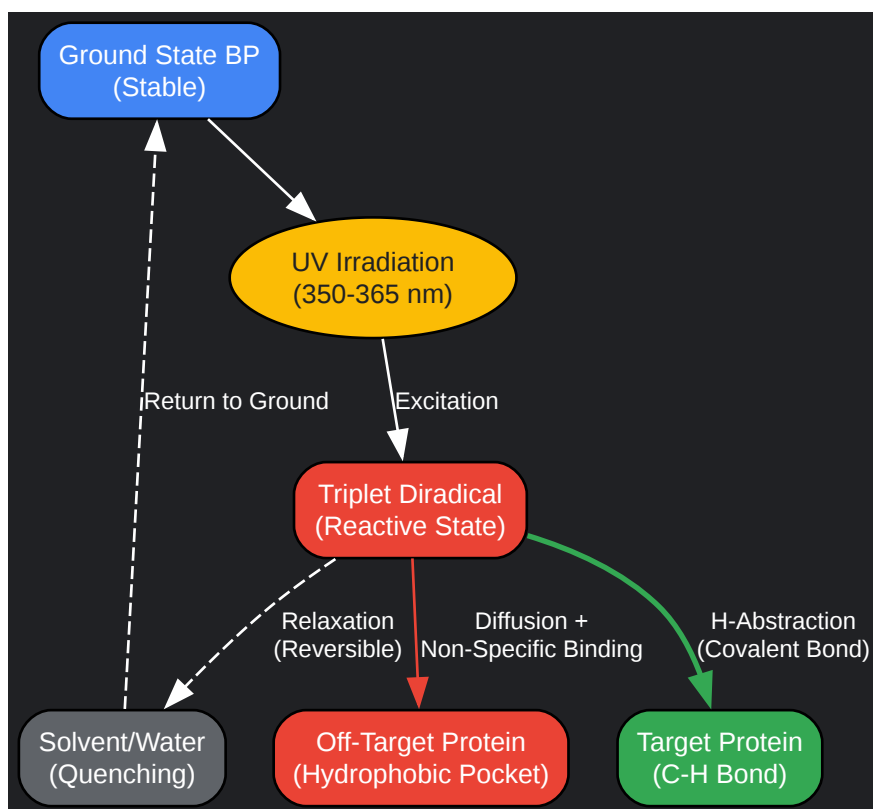 Ground State BP
(Stable)
UV Irradiation
(350-365 nm)
Return to Ground
Excitation
Triplet Diradical
(Reactive State)
Relaxation
(Reversible)
Diffusion +
Non-Specific Binding
H-Abstraction
(Covalent Bond)
Solvent/Water
(Quenching)
Off-Target Protein
(Hydrophobic Pocket)
Target Protein
(C-H Bond)